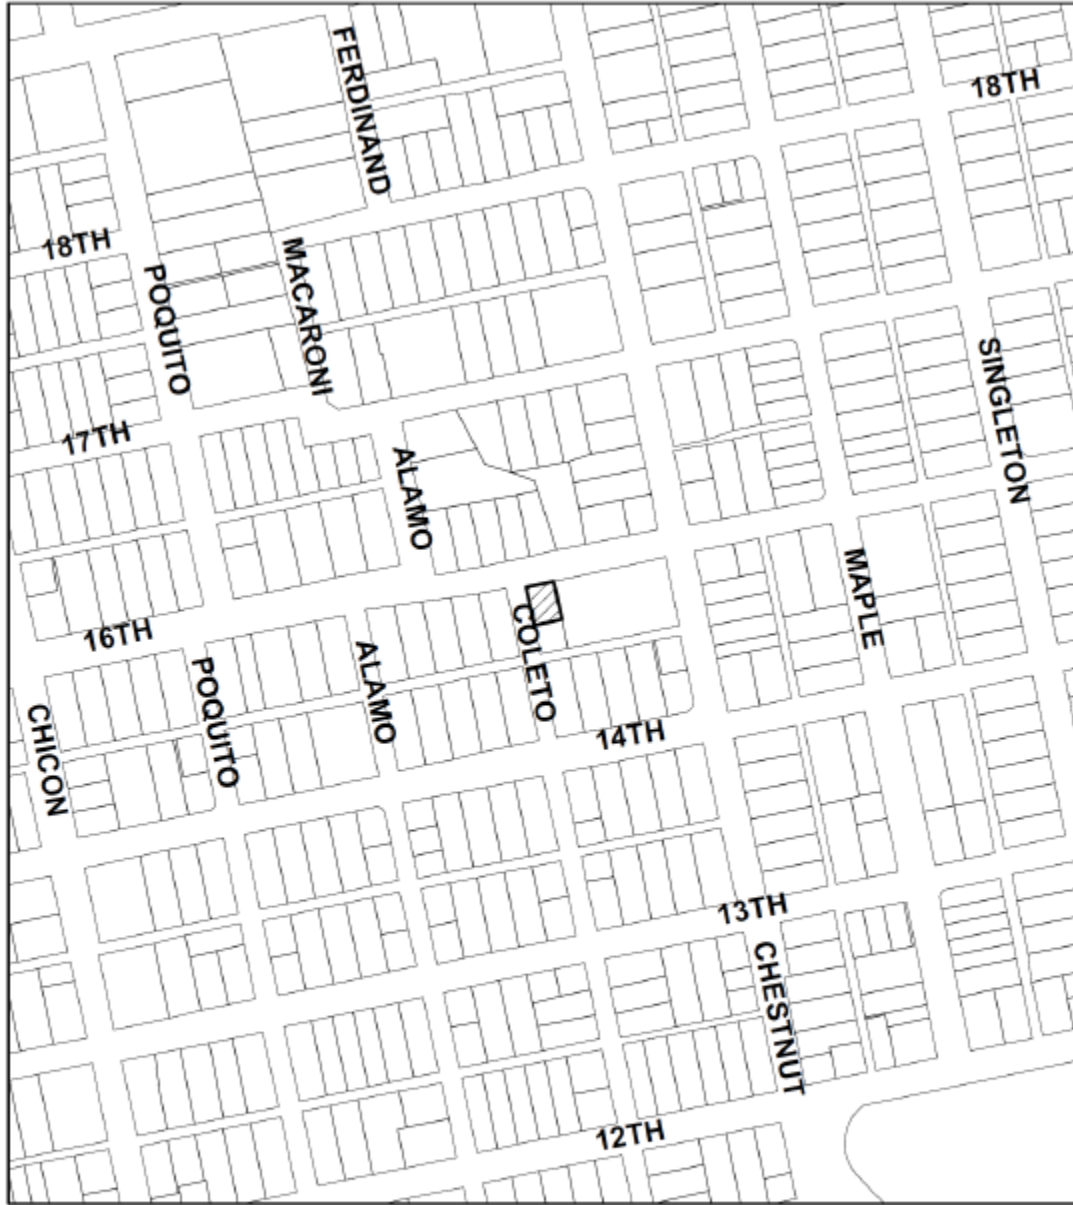 FERDINAND
18TH
18TH
MACARONI
POQUITO
SINGLETON
17TH
ALAMO
MAPLE
COLETO
16TH
ALAMO
POQUITO
CHICON
14TH
13TH
CHESTNUT
12TH